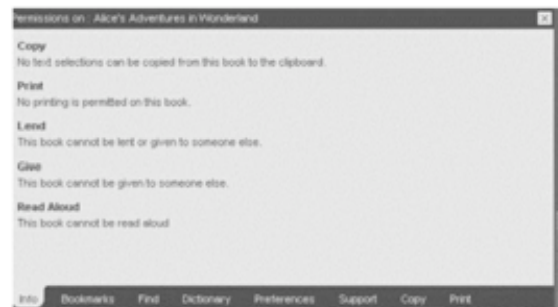 Permissions on : Alice's Adventures in Wonderland
Copy
No text selections can be copied from this book to the clipboard.
Print
No printing is permitted on this book.
Lend
This book cannot be lent or given to someone else.
Give
This book cannot be given to someone else.
Read Aloud
This book cannot be read aloud
Info Bookmarks Find Dictionary Preferences Support Copy Print